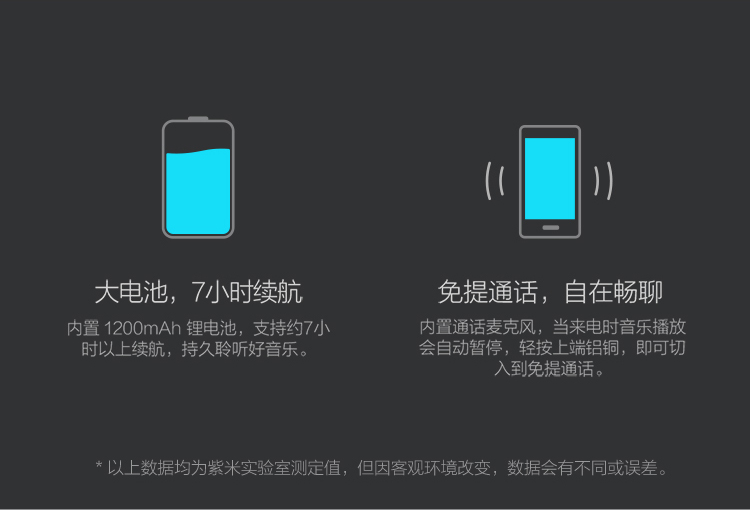 大电池，7小时续航
内置 1200mAh 锂电池，支持约7小
时以上续航，持久聆听好音乐。
免提通话，自在畅聊
内置通话麦克风，当来电时音乐播放
会自动暂停，轻按上端铝铜，即可切
入到免提通话。
* 以上数据均为紫米实验室测定值，但因客观环境改变，数据会有不同或误差。